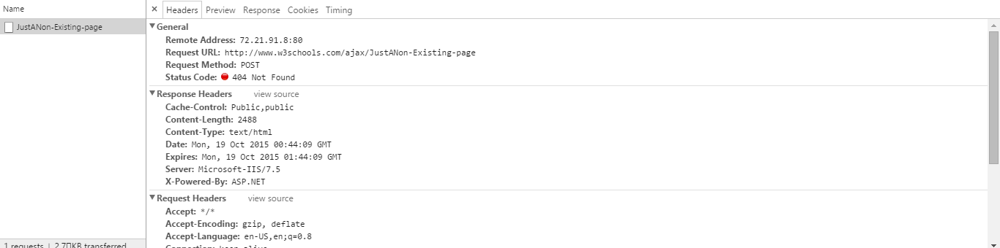 Name
× Headers Preview Response Cookies Timing
JustANon-Existing-page
General
Remote Address: 72.21.91.8:80
Request URL: http://www.w3schools.com/ajax/JustANon-Existing-page
Request Method: POST
Status Code: 404 Not Found
Response Headers view source
Cache-Control: Public,public
Content-Length: 2488
Content-Type: text/html
Date: Mon, 19 Oct 2015 00:44:09 GMT
Expires: Mon, 19 Oct 2015 01:44:09 GMT
Server: Microsoft-IIS/7.5
X-Powered-By: ASP.NET
Request Headers view source
Accept: */*
Accept-Encoding: gzip, deflate
Accept-Language: en-US,en;q=0.8
Connection: keep-alive
1 requests | 2.7 KB transferred